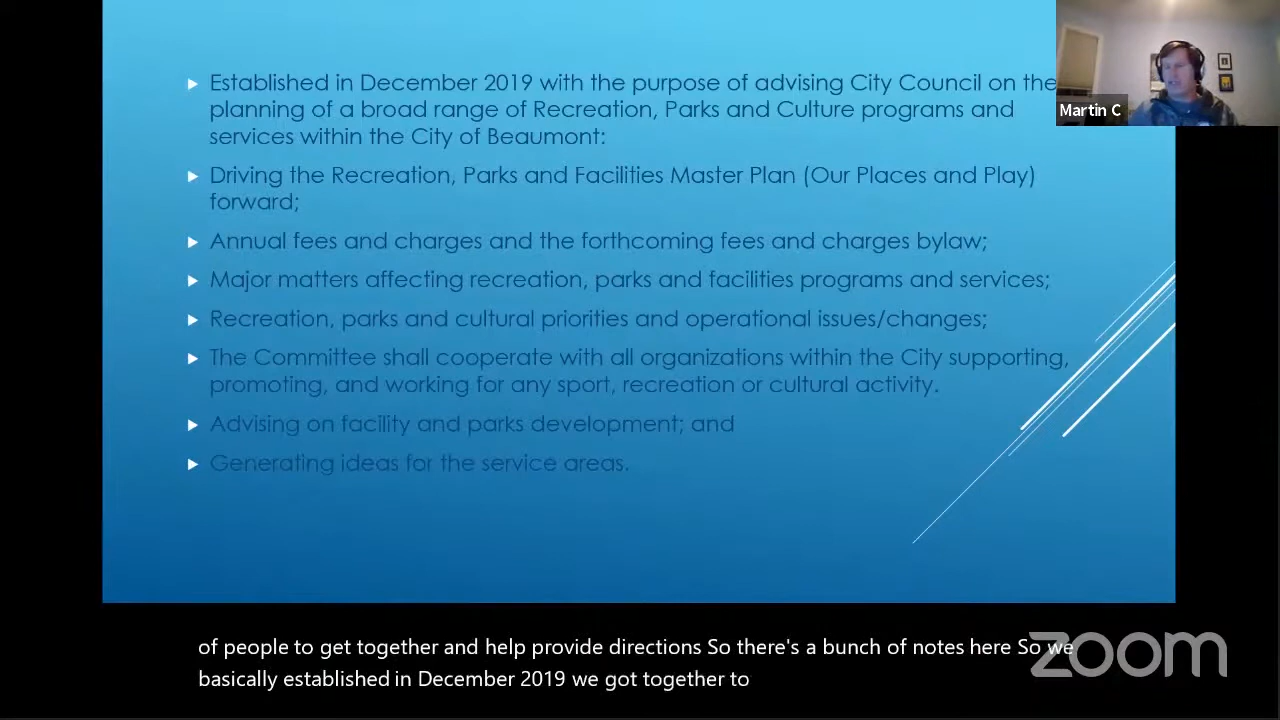 Established in December 2019 with the purpose of advising City Council on the
planning of a broad range of Recreation, Parks and Culture programs and
services within the City of Beaumont:
Driving the Recreation, Parks and Facilities Master Plan (Our Places and Play)
forward;
Annual fees and charges and the forthcoming fees and charges bylaw;
Major matters affecting recreation, parks and facilities programs and services;
Recreation, parks and cultural priorities and operational issues/changes;
The Committee shall cooperate with all organizations within the City supporting,
promoting, and working for any sport, recreation or cultural activity.
Advising on facility and parks development; and
Generating ideas for the service areas.
Martin C
of people to get together and help provide directions So there's a bunch of notes here So we
basically established in December 2019 we got together to
zoom